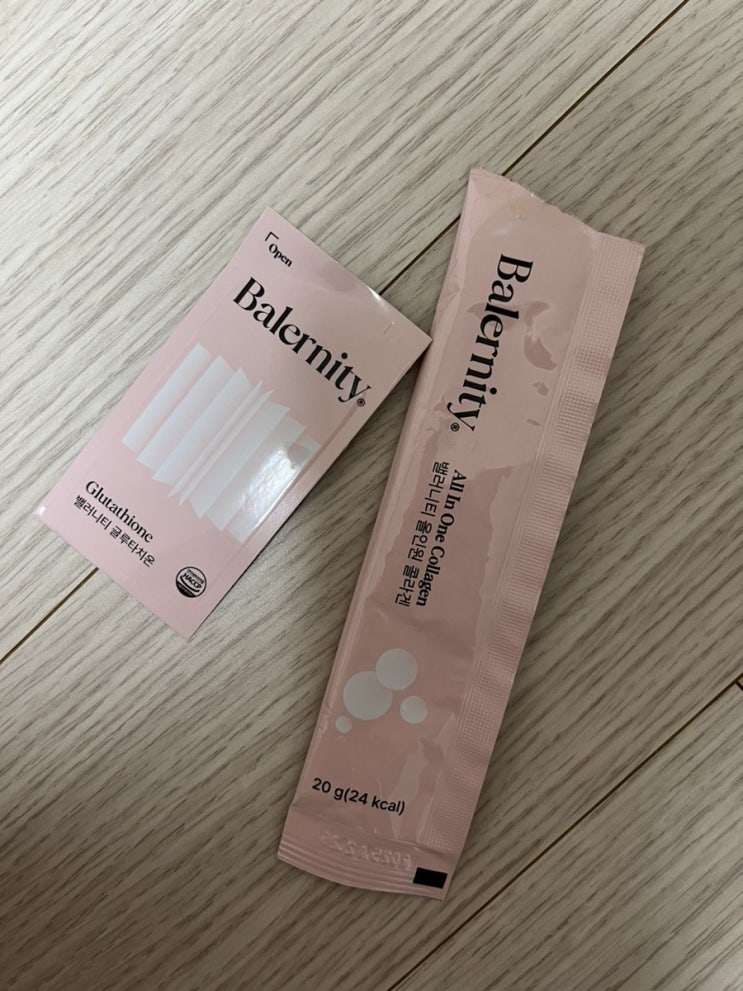 Open
Balernity®
Glutathione
밸러니티 글루타치온
HACCP
Balernity®
All In One Collagen
밸러니티 올인원 콜라겐
20 g(24 kcal)